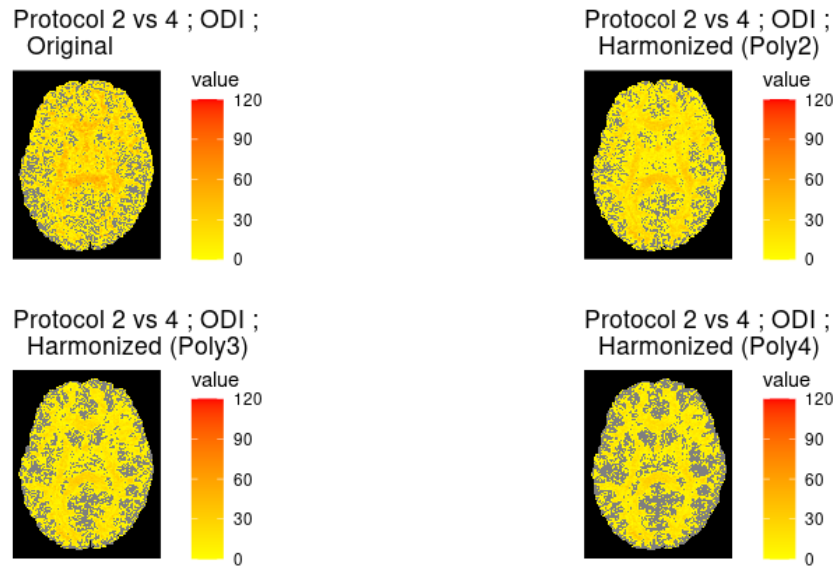 Protocol 2 vs 4 ; ODI ;
Original
value
120
90
60
30
0
Protocol 2 vs 4 ; ODI ;
Harmonized (Poly2)
value
120
90
60
30
0
Protocol 2 vs 4 ; ODI ;
Harmonized (Poly3)
value
120
90
60
30
0
Protocol 2 vs 4 ; ODI ;
Harmonized (Poly4)
value
120
90
60
30
0